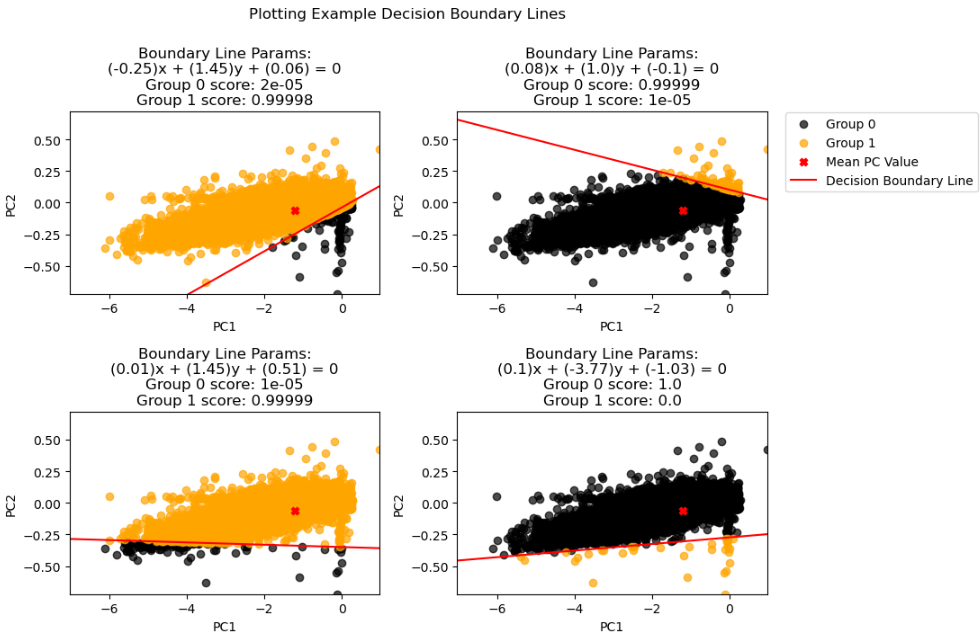 Plotting Example Decision Boundary Lines
Boundary Line Params:
(-0.25)x + (1.45)y + (0.06) = 0
Group 0 score: 2e-05
Group 1 score: 0.99998
0.50
0.25
0.00
−0.25
−0.50
PC2
−6
−4
−2
0
PC1
Boundary Line Params:
(0.08)x + (1.0)y + (-0.1) = 0
Group 0 score: 0.99999
Group 1 score: 1e-05
0.50
0.25
0.00
−0.25
−0.50
PC2
−6
−4
−2
0
PC1
Group 0
Group 1
Mean PC Value
Decision Boundary Line
Boundary Line Params:
(0.01)x + (1.45)y + (0.51) = 0
Group 0 score: 1e-05
Group 1 score: 0.99999
0.50
0.25
0.00
−0.25
−0.50
PC2
−6
−4
−2
0
PC1
Boundary Line Params:
(0.1)x + (-3.77)y + (-1.03) = 0
Group 0 score: 1.0
Group 1 score: 0.0
0.50
0.25
0.00
−0.25
−0.50
PC2
−6
−4
−2
0
PC1